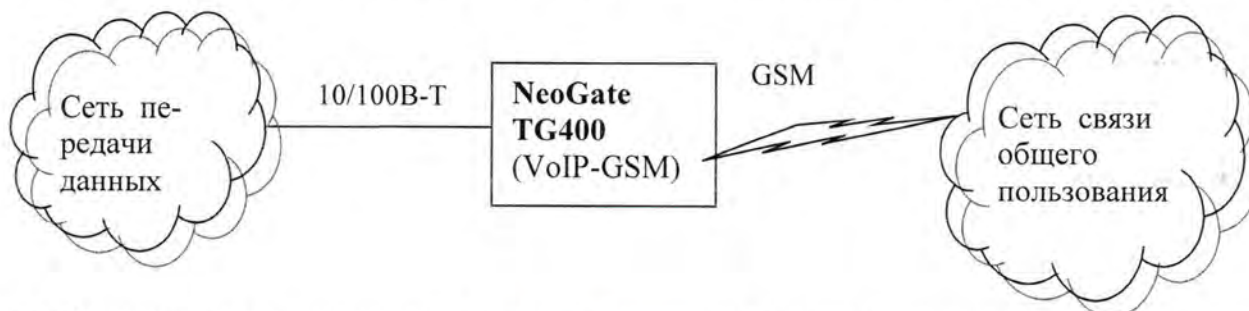 Сеть пе-
редачи
данных
10/100B-T
NeoGate
TG400
(VoIP-GSM)
GSM
Сеть связи
общего
пользования